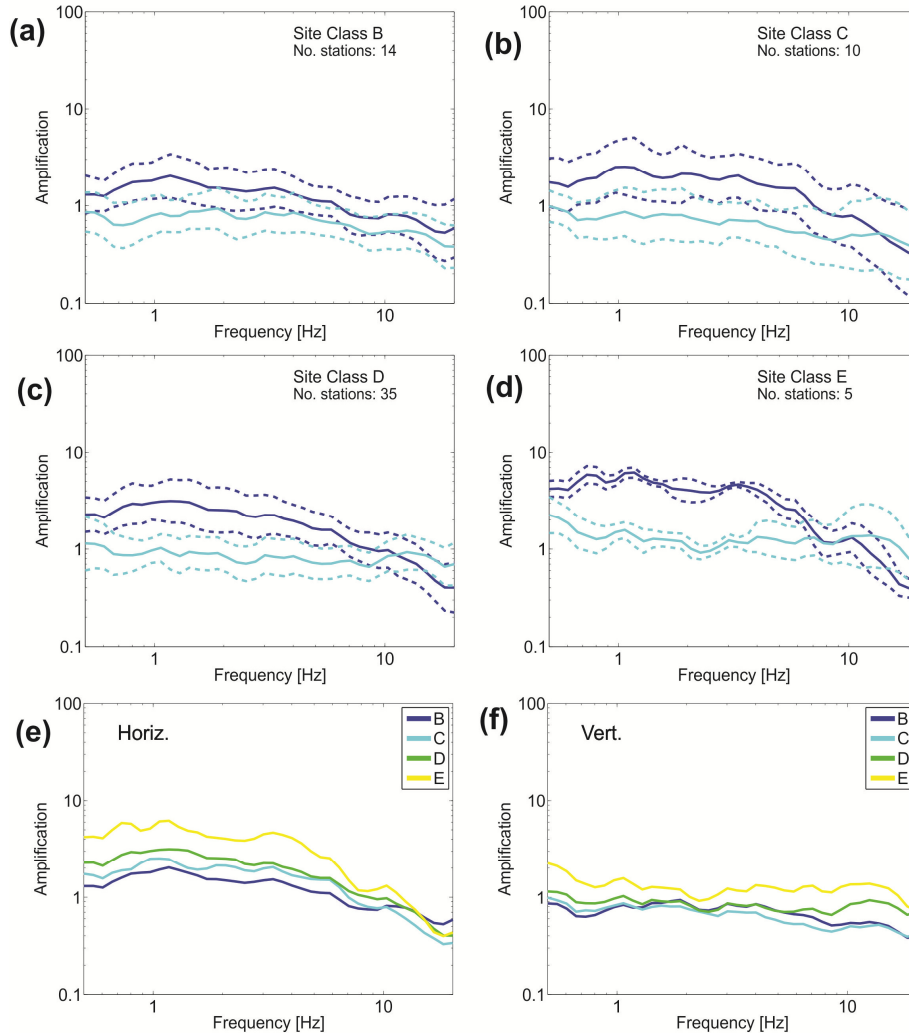 (a)
Site Class B
No. stations: 14
100
10
1
0.1
Amplification
1
10
Frequency [Hz]
(b)
Site Class C
No. stations: 10
100
10
1
0.1
Amplification
1
10
Frequency [Hz]
(c)
Site Class D
No. stations: 35
100
10
1
0.1
Amplification
1
10
Frequency [Hz]
(d)
Site Class E
No. stations: 5
100
10
1
0.1
Amplification
1
10
Frequency [Hz]
(e)
Horiz.
B
C
D
E
100
10
1
0.1
Amplification
1
10
Frequency [Hz]
(f)
Vert.
B
C
D
E
100
10
1
0.1
Amplification
1
10
Frequency [Hz]